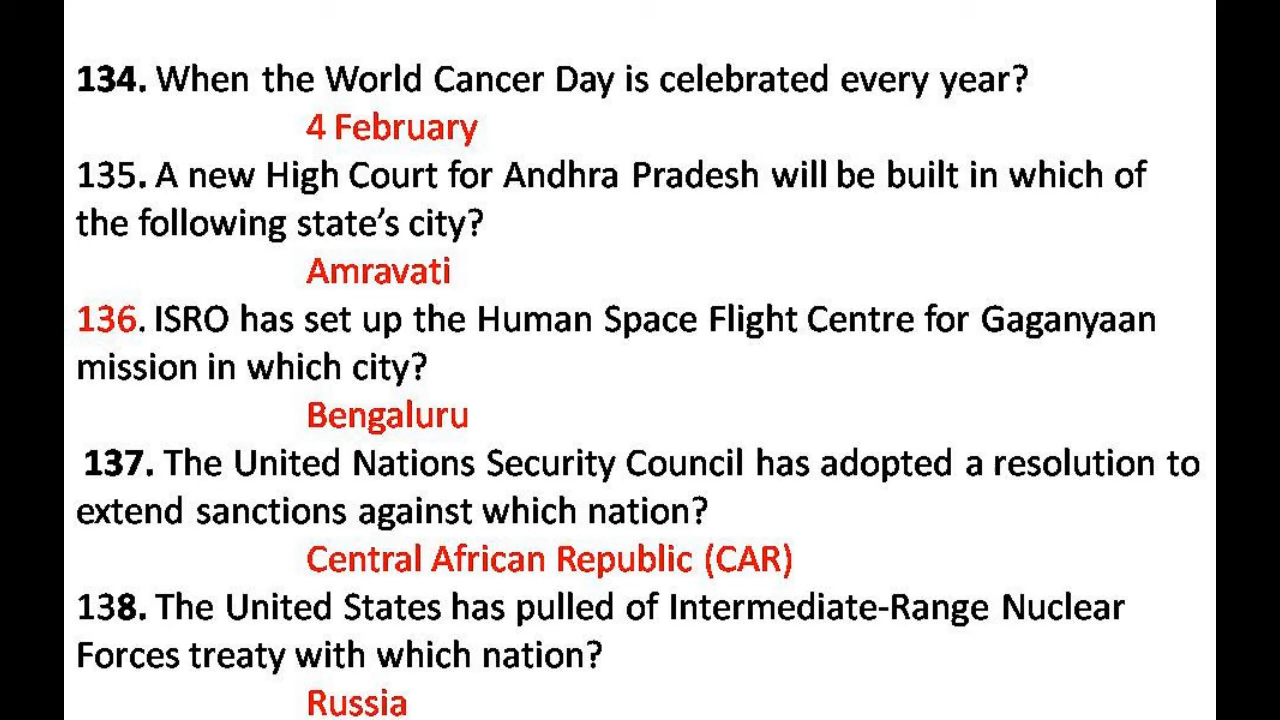 134. When the World Cancer Day is celebrated every year?
4 February
135. A new High Court for Andhra Pradesh will be built in which of
the following state’s city?
Amravati
136. ISRO has set up the Human Space Flight Centre for Gaganyaan
mission in which city?
Bengaluru
137. The United Nations Security Council has adopted a resolution to
extend sanctions against which nation?
Central African Republic (CAR)
138. The United States has pulled of Intermediate-Range Nuclear
Forces treaty with which nation?
Russia